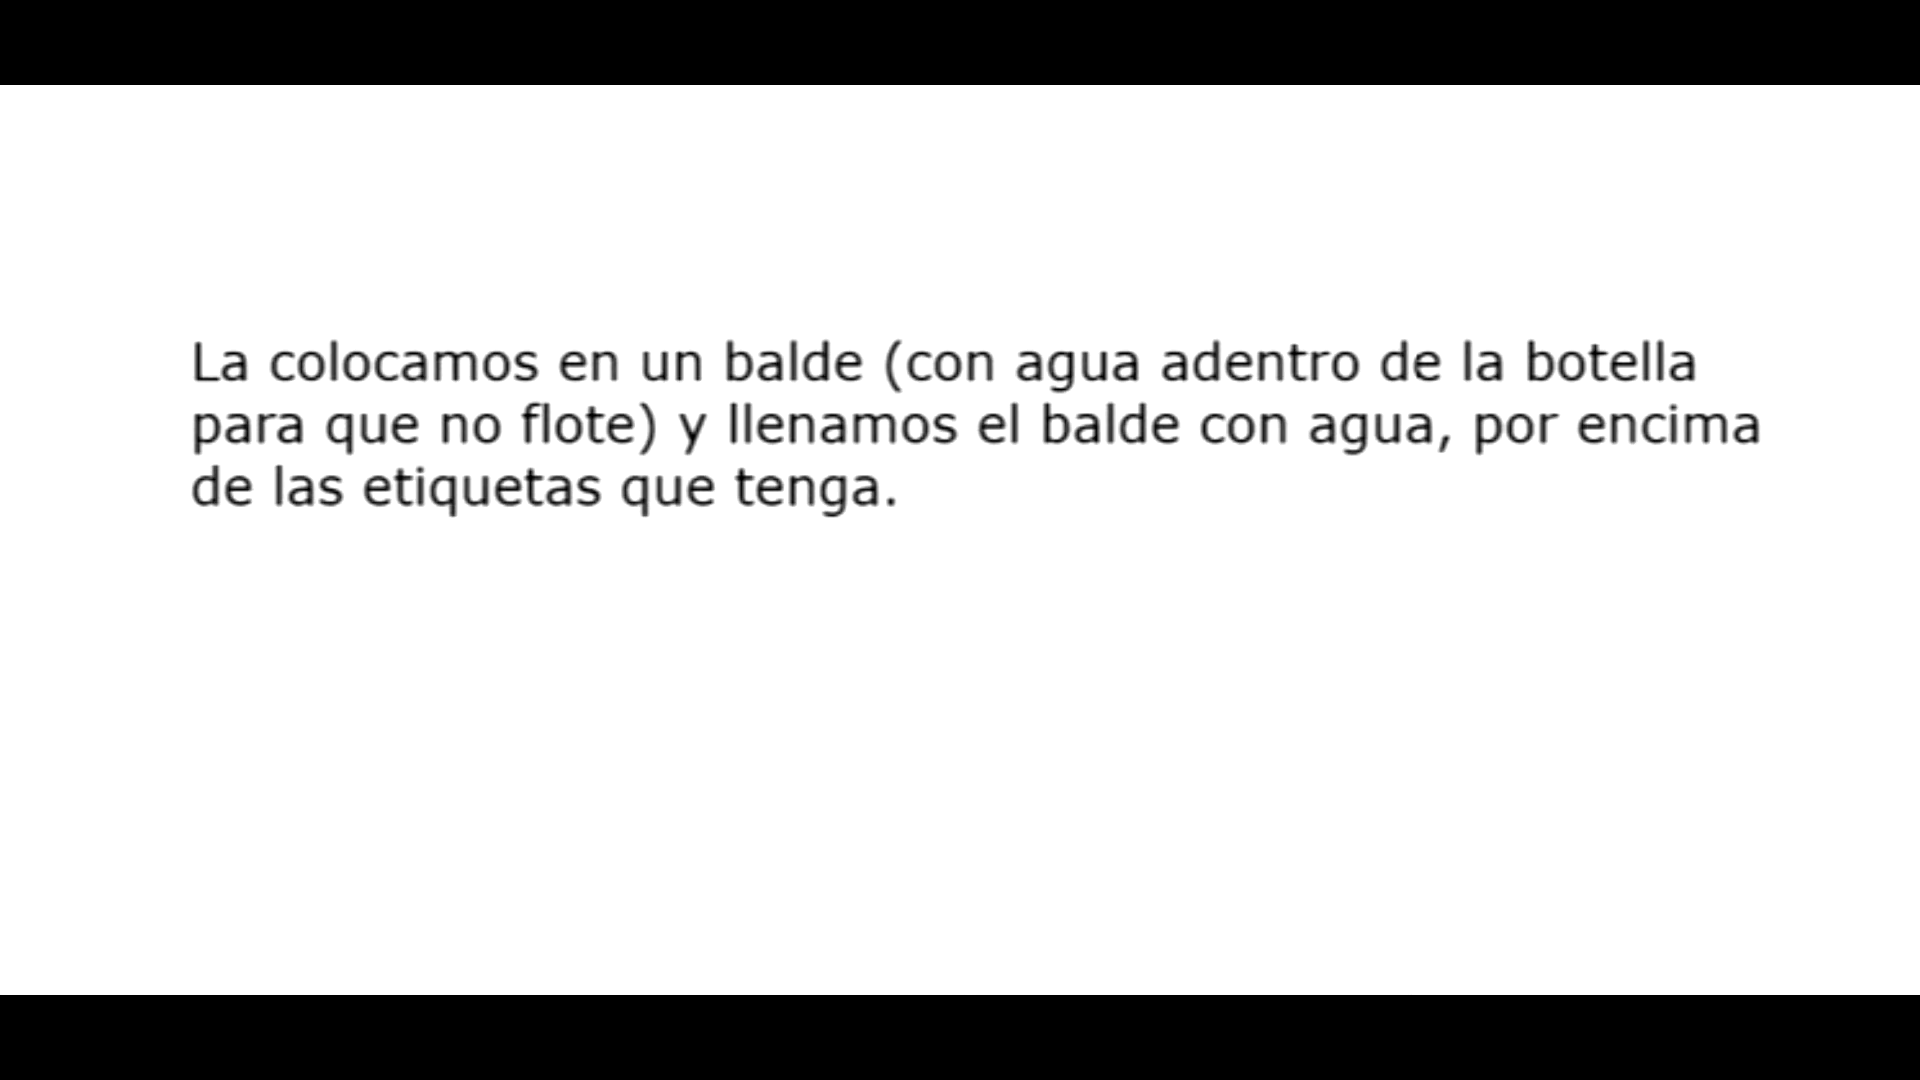 La colocamos en un balde (con agua adentro de la botella
para que no flote) y llenamos el balde con agua, por encima
de las etiquetas que tenga.